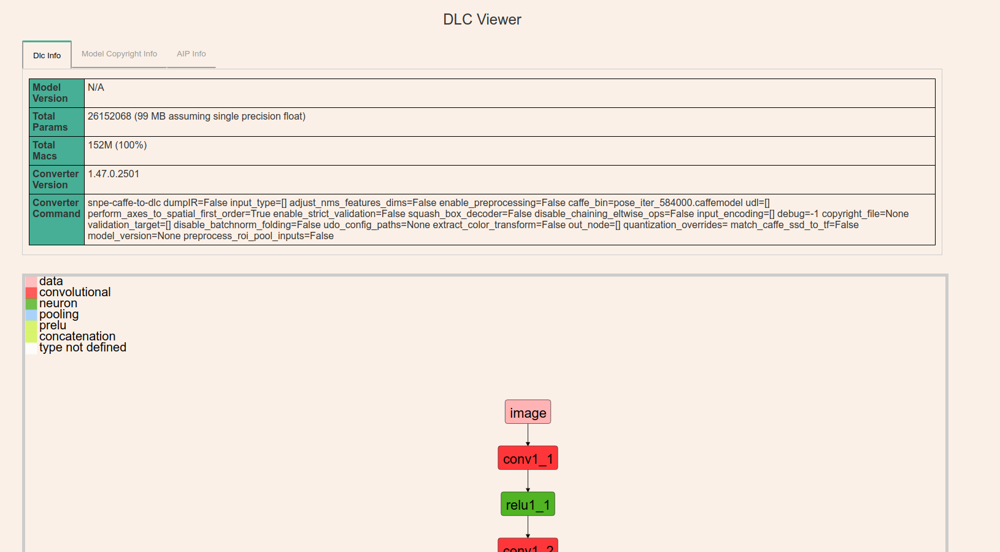 DLC Viewer
Dlc Info
Model Copyright Info
AIP Info
Model
Version
N/A
Total
Params
26152068 (99 MB assuming single precision float)
Total
Macs
152M (100%)
Converter
Version
1.47.0.2501
Converter
Command
snpe-caffe-to-dlc dumpIR=False input_type=[] adjust_nms_features_dims=False enable_preprocessing=False caffe_bin=pose_iter_584000.caffemodel udl=[]
perform_axes_to_spatial_first_order=True enable_strict_validation=False squash_box_decoder=False disable_chaining_eltwise_ops=False input_encoding=[] debug=-1 copyright_file=None
validation_target=[] disable_batchnorm_folding=False udo_config_paths=None extract_color_transform=False out_node=[] quantization_overrides= match_caffe_ssd_to_tf=False
model_version=None preprocess_roi_pool_inputs=False
data
convolutional
neuron
pooling
prelu
concatenation
type not defined
image
conv1_1
relu1_1
conv1_2